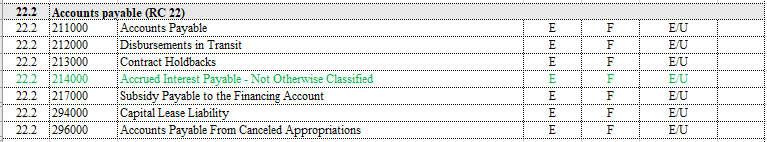 22.2 Accounts payable (RC 22)
22.2 211000 Accounts Payable E F E/U
22.2 212000 Disbursements in Transit E F E/U
22.2 213000 Contract Holdbacks E F E/U
22.2 214000 Accrued Interest Payable - Not Otherwise Classified E F E/U
22.2 217000 Subsidy Payable to the Financing Account E F E/U
22.2 294000 Capital Lease Liability E F E/U
22.2 296000 Accounts Payable From Canceled Appropriations E F E/U